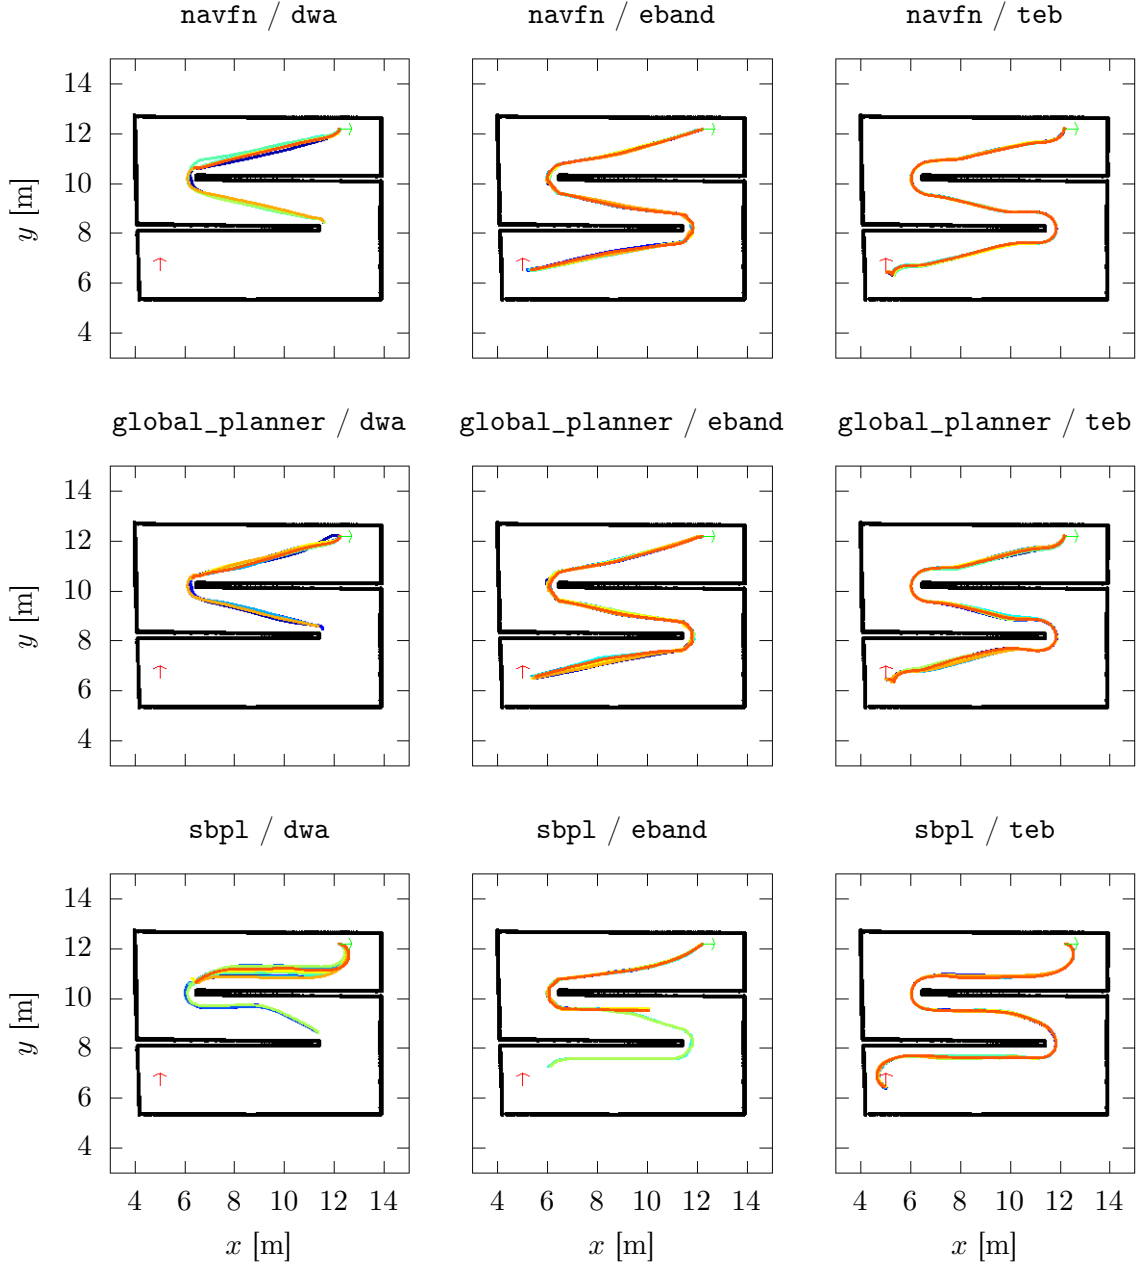 navfn / dwa
navfn / eband
navfn / teb
14
12
10
8
6
4
y [m]
global_planner / dwa
global_planner / eband
global_planner / teb
14
12
10
8
6
4
y [m]
sbpl / dwa
sbpl / eband
sbpl / teb
14
12
10
8
6
4
y [m]
4 6 8 10 12 14
4 6 8 10 12 14
4 6 8 10 12 14
x [m]
x [m]
x [m]